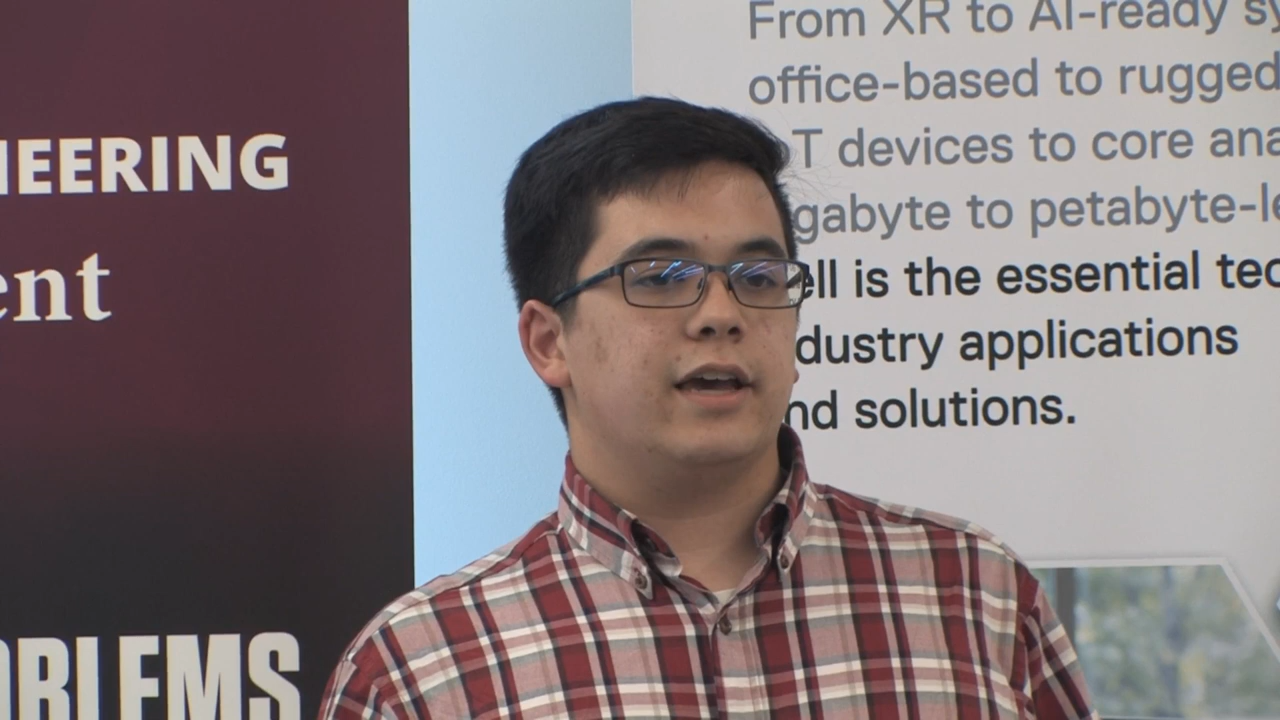 NEERING
ent
OBLEMS
From XR to AI-ready sy
office-based to rugged
T devices to core ana
gabyte to petabyte-le
ell is the essential tec
dustry applications
nd solutions.